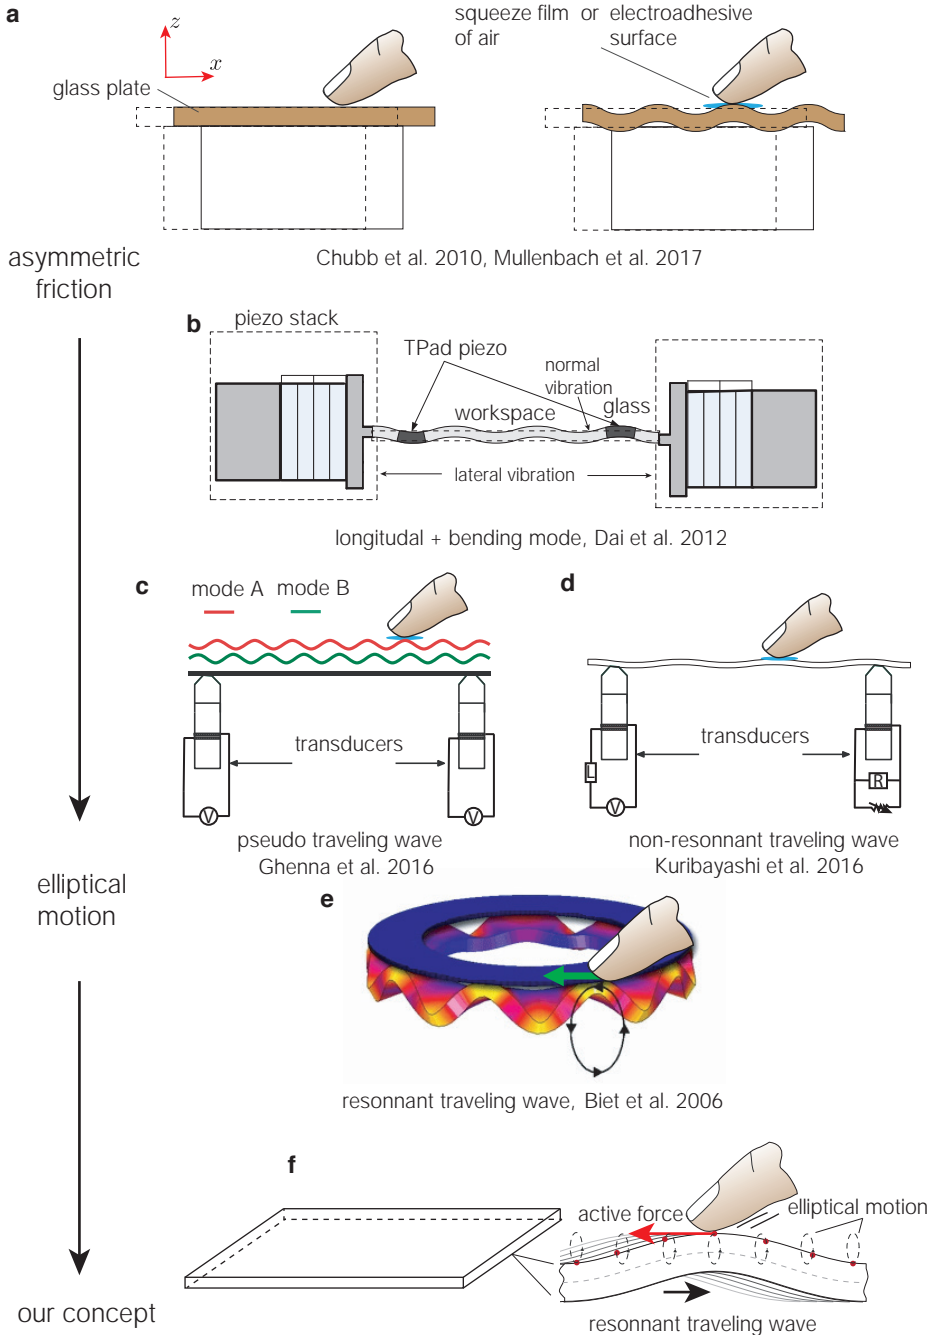 a
z
x
glass plate
squeeze film or electroadhesive
of air surface
Chubb et al. 2010, Mullenbach et al. 2017
asymmetric
friction
b
piezo stack
TPad piezo
normal
vibration
glass
workspace
lateral vibration
longitudal + bending mode, Dai et al. 2012
c
mode A mode B
transducers
V
V
pseudo traveling wave
Ghenna et al. 2016
d
transducers
L
R
V
non-resonnant traveling wave
Kuribayashi et al. 2016
elliptical
motion
e
resonnant traveling wave, Biet et al. 2006
f
active force
elliptical
motion
resonnant traveling wave
our concept